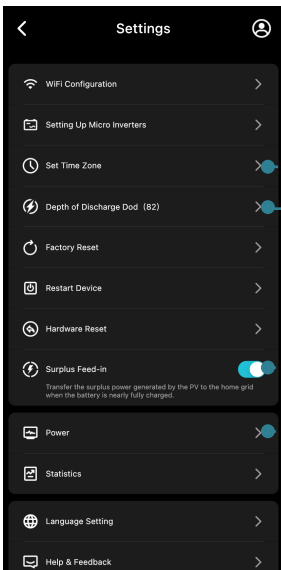 Settings
WiFi Configuration
Setting Up Micro Inverters
Set Time Zone
Depth of Discharge Dod (82)
Factory Reset
Restart Device
Hardware Reset
Surplus Feed-in
Transfer the surplus power generated by the PV to the home grid
when the battery is nearly fully charged.
Power
Statistics
Language Setting
Help & Feedback